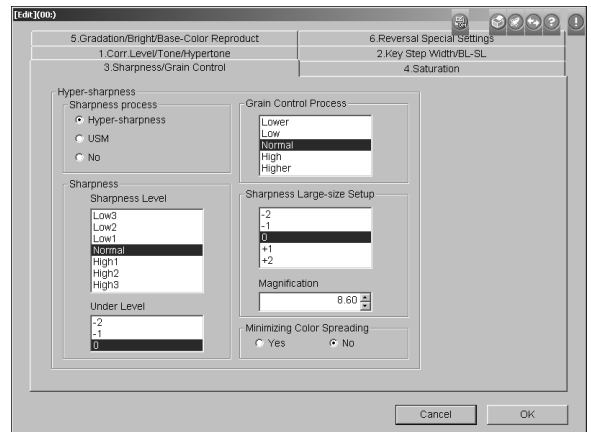 [Edit](00:)
5.Gradation/Bright/Base-Color Reproduct
6.Reversal Special Settings
1.Corr.Level/Tone/Hypertone
2.Key Step Width/BL-SL
3.Sharpness/Grain Control
4.Saturation
Hyper-sharpness
Sharpness process
Hyper-sharpness
USM
No
Grain Control Process
Lower
Low
Normal
High
Higher
Sharpness
Sharpness Level
Low3
Low2
Low1
Normal
High1
High2
High3
Under Level
-2
-1
0
Sharpness Large-size Setup
-2
-1
0
+1
+2
Magnification
8.60
Minimizing Color Spreading
Yes
No
Cancel
OK